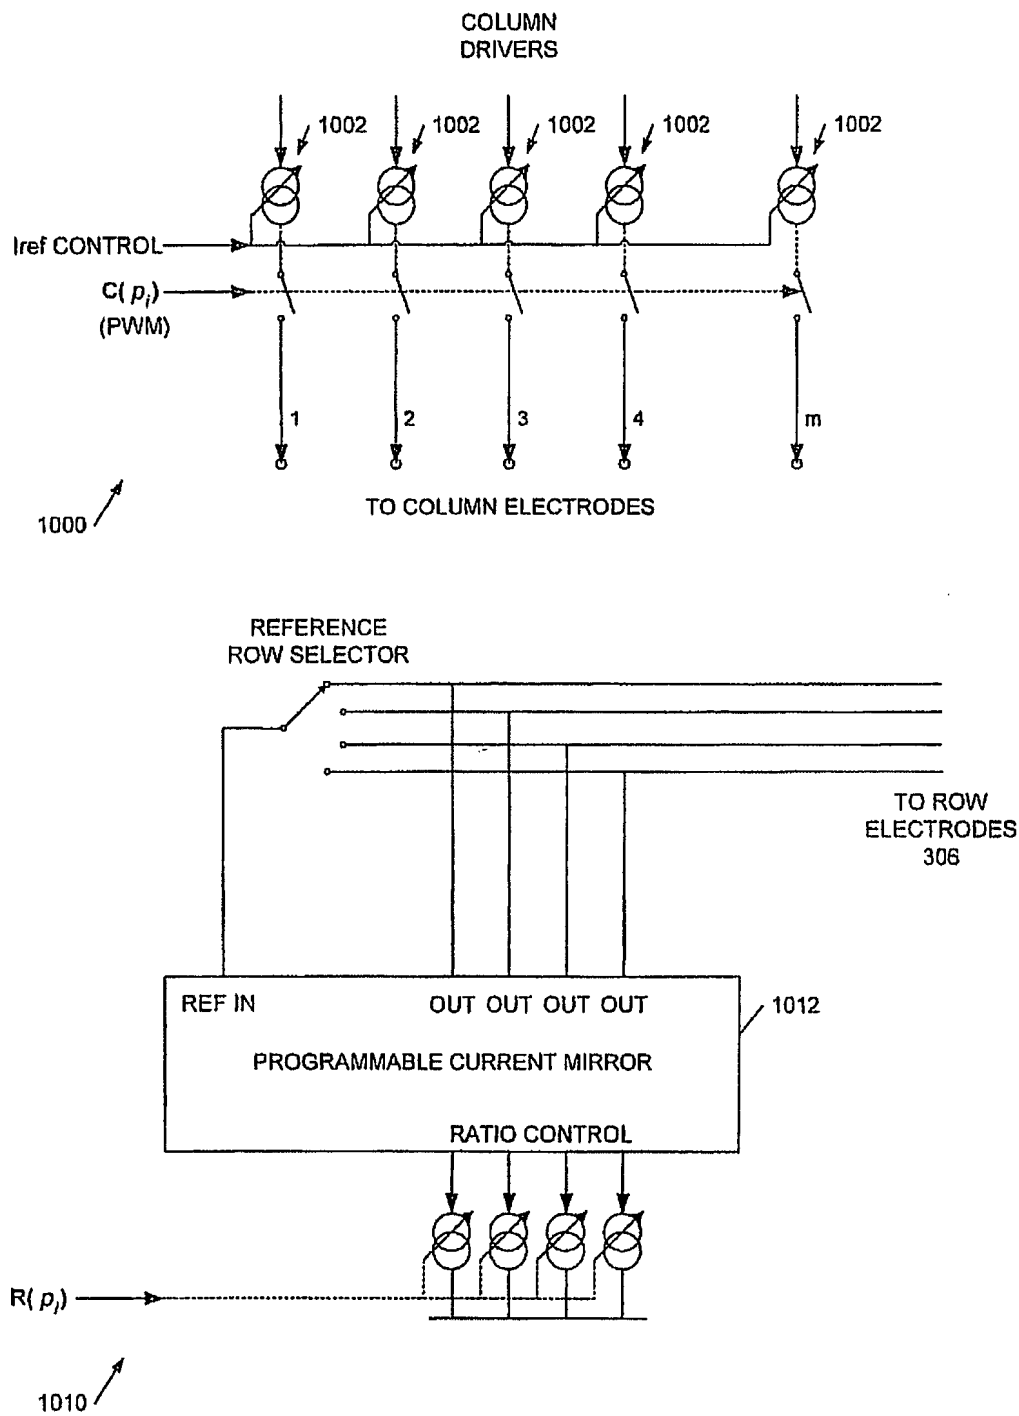 COLUMN
DRIVERS
1002 1002 1002 1002 1002
Iref CONTROL
C( pi)
(PWM)
1 2 3 4 m
TO COLUMN ELECTRODES
1000
REFERENCE
ROW SELECTOR
TO ROW
ELECTRODES
306
REF IN OUT OUT OUT OUT
1012
PROGRAMMABLE CURRENT MIRROR
RATIO CONTROL
R( pi)
1010